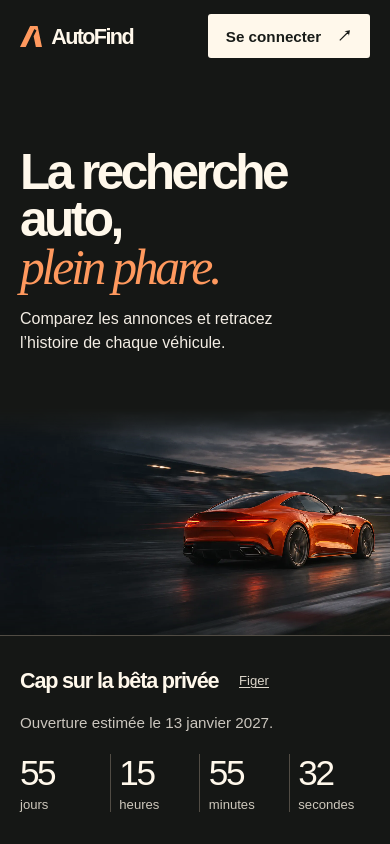 AutoFind
Se connecter ↗
La recherche
auto,
plein phare.
Comparez les annonces et retracez
l’histoire de chaque véhicule.
Cap sur la bêta privée Figer
Ouverture estimée le 13 janvier 2027.
55 15 55 32
jours heures minutes secondes